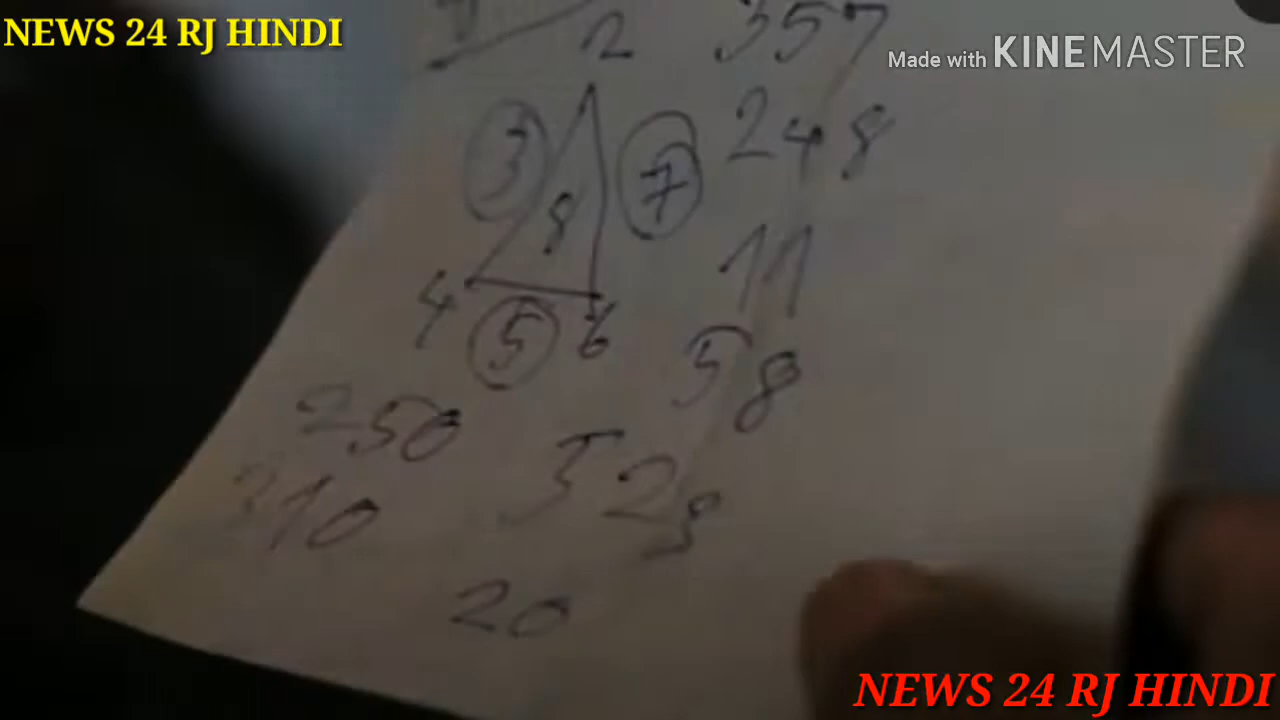 NEWS 24 RJ HINDI
Made with KINEMASTER
2 357
3 8 7 248
4 5 6 11
58
250 528
210
20
NEWS 24 RJ HINDI